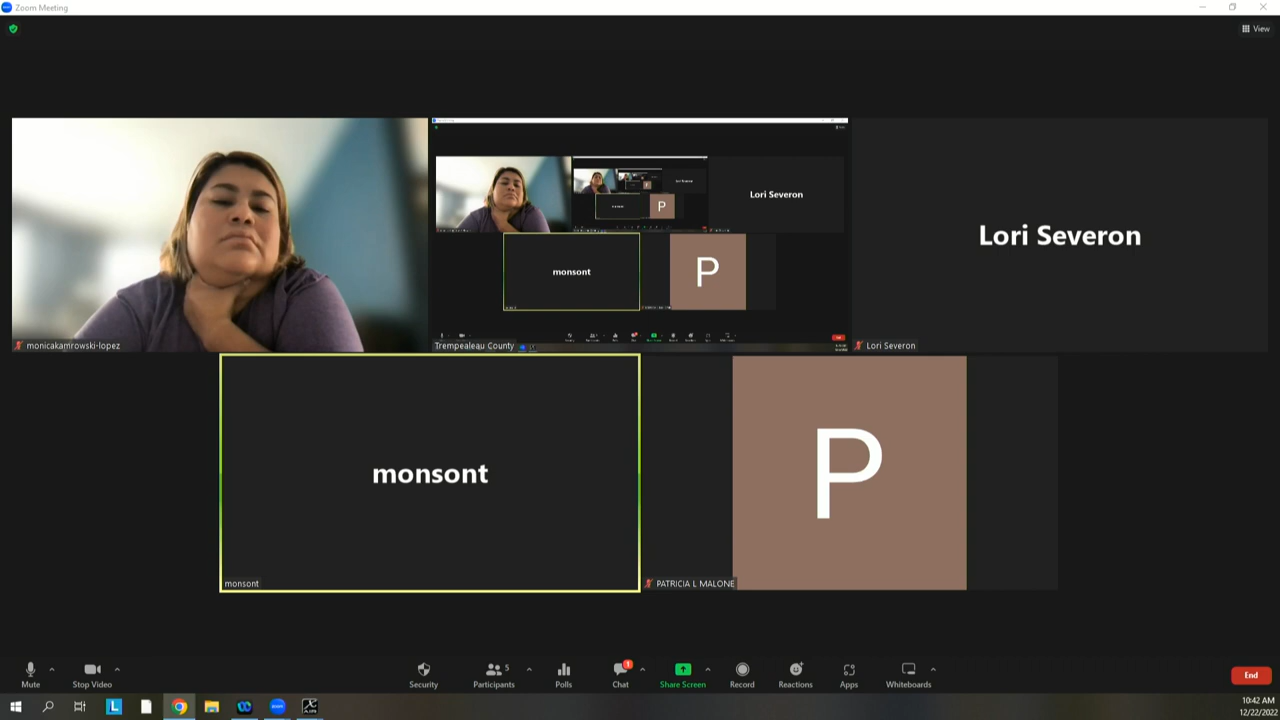 Zoom Meeting
View
Lori Severon
monsont
P
monicakamrowski-lopez
Trempealeau County
Lori Severon
Lori Severon
monsont
monsont
P
PATRICIA L MALONE
Mute
Stop Video
Security
5
Participants
Polls
1
Chat
Share Screen
Record
Reactions
Apps
Whiteboards
End
L
10:42 AM
12/22/2022